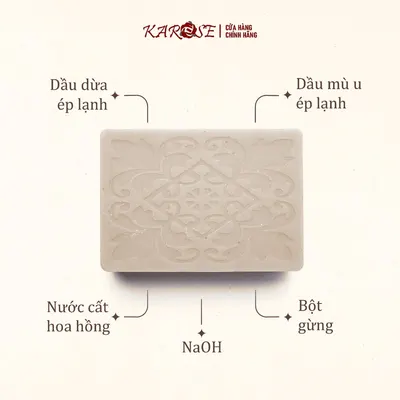 KAROSE
CỬA HÀNG
CHÍNH HÃNG
Dầu dừa
ép lạnh
Dầu mù u
ép lạnh
Nước cất
hoa hồng
NaOH
Bột
gừng